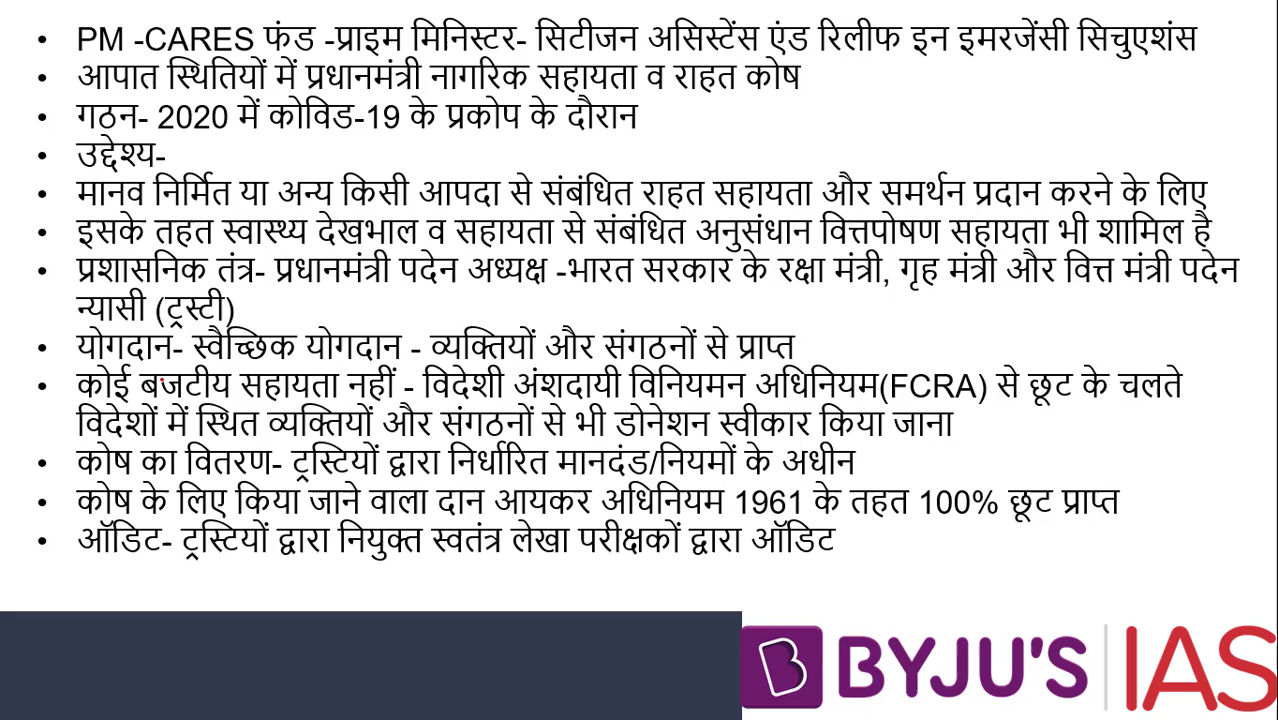 • PM -CARES फंड -प्राइम मिनिस्टर- सिटीजन असिस्टेंस एंड रिलीफ इन इमरजेंसी सिचुएशंस
• आपात स्थितियों में प्रधानमंत्री नागरिक सहायता व राहत कोष
• गठन- 2020 में कोविड-19 के प्रकोप के दौरान
• उद्देश्य-
• मानव निर्मित या अन्य किसी आपदा से संबंधित राहत सहायता और समर्थन प्रदान करने के लिए
• इसके तहत स्वास्थ्य देखभाल व सहायता से संबंधित अनुसंधान वित्तपोषण सहायता भी शामिल है
• प्रशासनिक तंत्र- प्रधानमंत्री पदेन अध्यक्ष -भारत सरकार के रक्षा मंत्री, गृह मंत्री और वित्त मंत्री पदेन
न्यासी (ट्रस्टी)
• योगदान- स्वैच्छिक योगदान - व्यक्तियों और संगठनों से प्राप्त
• कोई बजटीय सहायता नहीं - विदेशी अंशदायी विनियमन अधिनियम(FCRA) से छूट के चलते
विदेशों में स्थित व्यक्तियों और संगठनों से भी डोनेशन स्वीकार किया जाना
• कोष का वितरण- ट्रस्टियों द्वारा निर्धारित मानदंड/नियमों के अधीन
• कोष के लिए किया जाने वाला दान आयकर अधिनियम 1961 के तहत 100% छूट प्राप्त
• ऑडिट- ट्रस्टियों द्वारा नियुक्त स्वतंत्र लेखा परीक्षकों द्वारा ऑडिट
BYJU'S | IAS